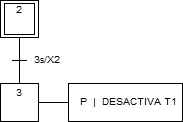 2
3s/X2
3
P | DESACTIVA T1